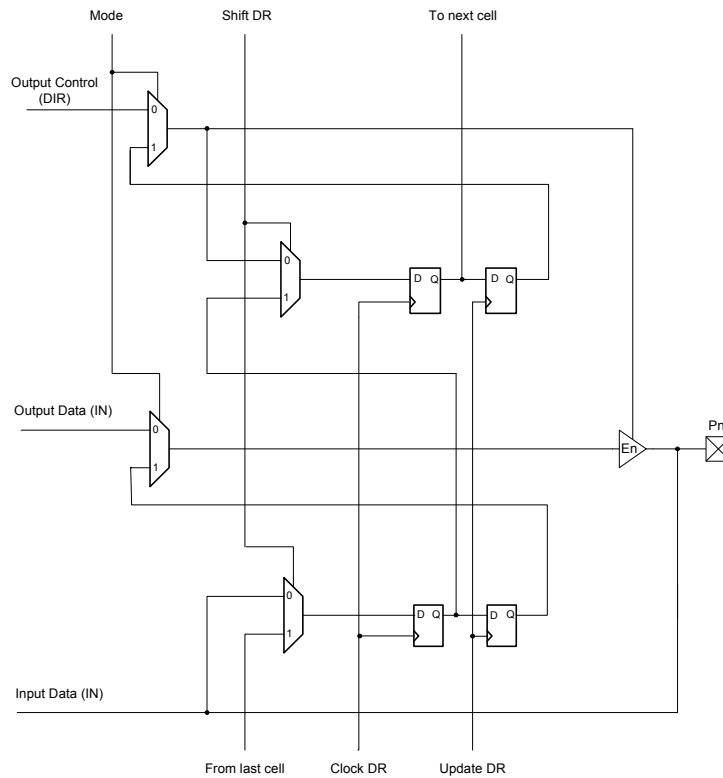 Mode
Shift DR
To next cell
Output Control
(DIR)
0
1
0
1
D Q
D Q
Output Data (IN)
0
1
En
Pn
0
1
D Q
D Q
Input Data (IN)
From last cell
Clock DR
Update DR